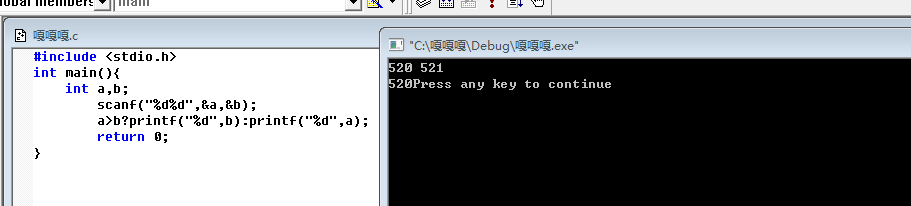 lobal members
main
嘎嘎嘎.c
#include <stdio.h>
int main(){
int a,b;
scanf("%d%d",&a,&b);
a>b?printf("%d",b):printf("%d",a);
return 0;
}
"C:\嘎嘎嘎\Debug\嘎嘎嘎.exe"
520 521
520Press any key to continue